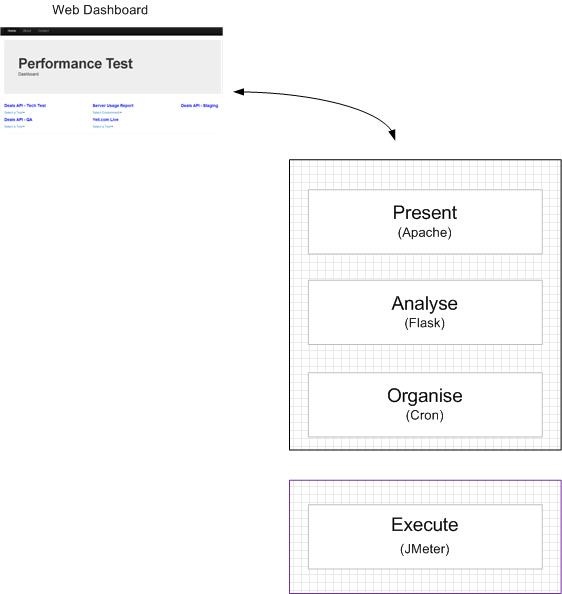 Web Dashboard
Home About Contact
Performance Test
Dashboard
Deals API - Tech Test
Server Usage Report
Deals API - Staging
Select a Test
Select Environment
Deals API - QA
Yell.com Live
Select a Test
Select a Test
Present
(Apache)
Analyse
(Flask)
Organise
(Cron)
Execute
(JMeter)